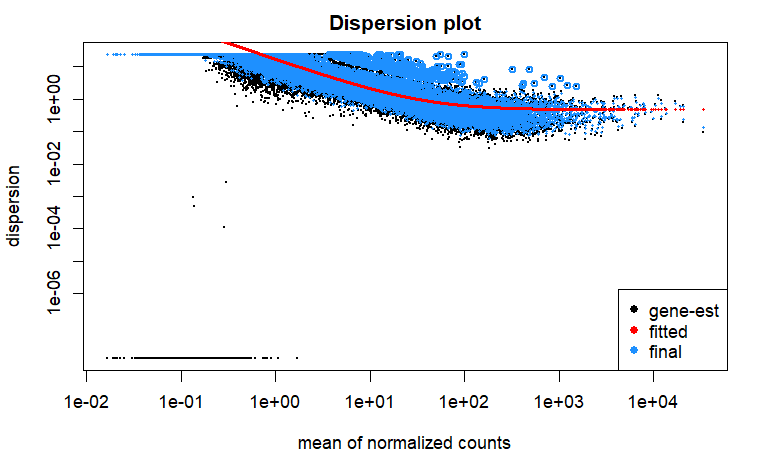 Dispersion plot
dispersion
1e+00
1e-02
1e-04
1e-06
gene-est
fitted
final
1e-02 1e-01 1e+00 1e+01 1e+02 1e+03 1e+04
mean of normalized counts